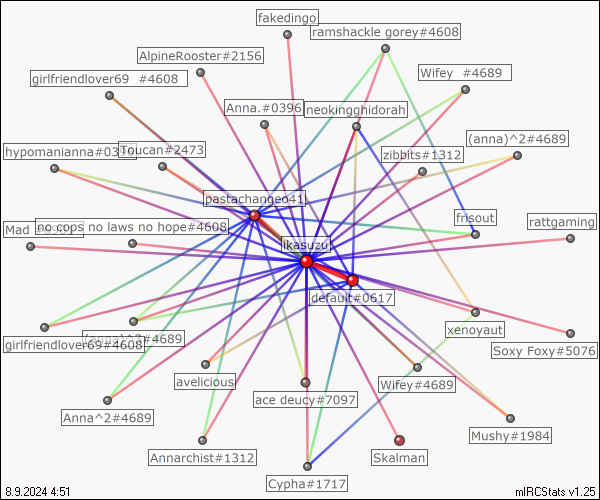 fakedingo
ramshackle gorey#4608
AlpineRooster#2156
girlfriendlover69 #4608
Wifey #4689
Anna.#0396
neokingghidorah
(anna)^2#4689
Toucan#2473
hypomanianna#03
zibbits#1312
pastachangeo41
frisout
rattgaming
no cops no laws no hope#4608
Mad
ikasuzu
default#0617
xenoyaut
girlfriendlover69#4608
^2#4689
Soxy Foxy#5076
avelicious
ace deucy#7097
Wifey#4689
Anna^2#4689
Mushy#1984
Annarchist#1312
Skalman
Cypha#1717
8.9.2024 4:51
mIRCStats v1.25